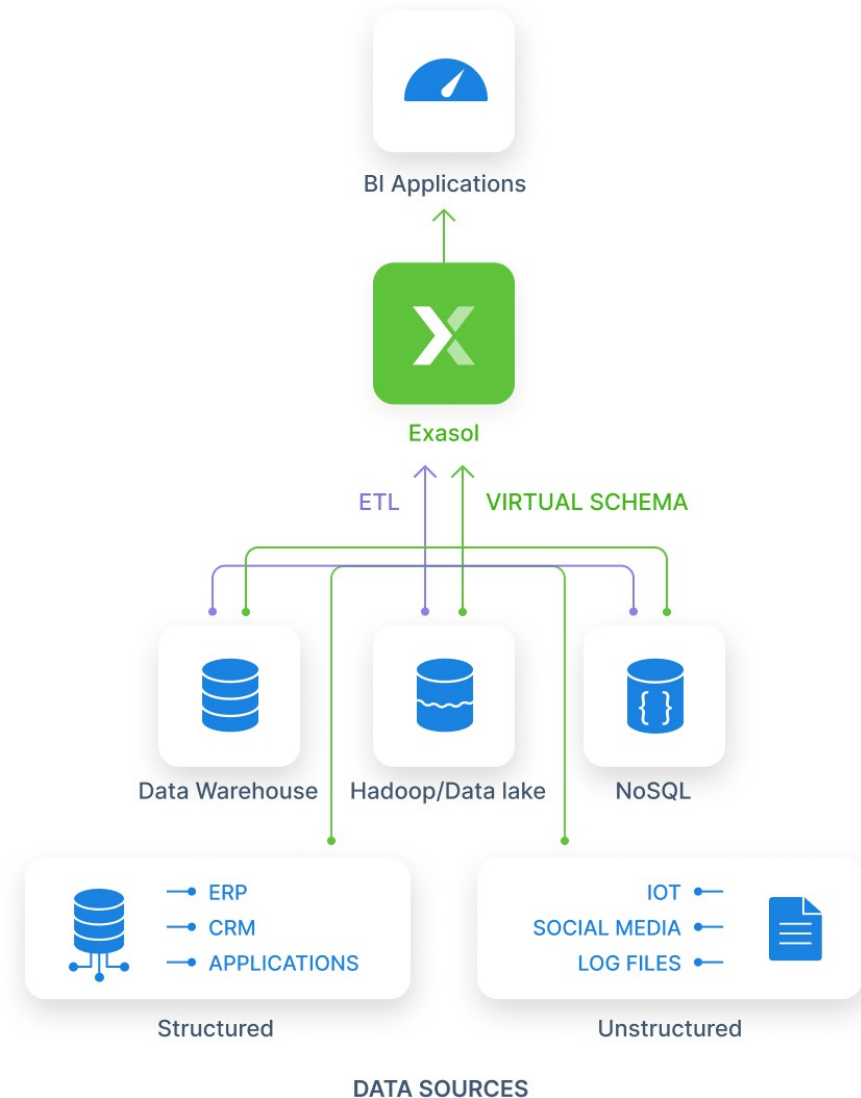 BI Applications
Exasol
ETL
VIRTUAL SCHEMA
Data Warehouse
Hadoop/Data lake
NoSQL
{ }
ERP
CRM
APPLICATIONS
Structured
IOT
SOCIAL MEDIA
LOG FILES
Unstructured
DATA SOURCES